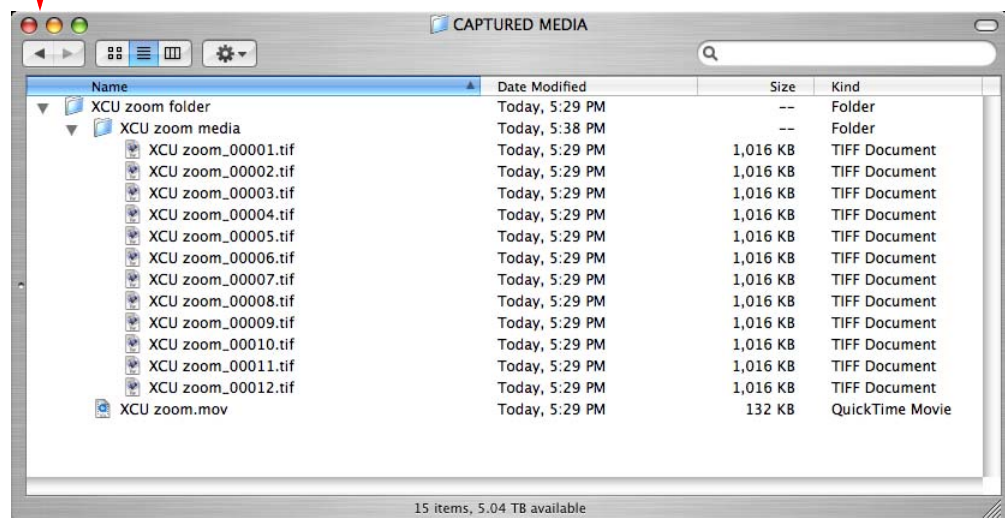 CAPTURED MEDIA
Name Date Modified Size Kind
XCU zoom folder Today, 5:29 PM -- Folder
XCU zoom media Today, 5:38 PM -- Folder
XCU zoom_00001.tif Today, 5:29 PM 1,016 KB TIFF Document
XCU zoom_00002.tif Today, 5:29 PM 1,016 KB TIFF Document
XCU zoom_00003.tif Today, 5:29 PM 1,016 KB TIFF Document
XCU zoom_00004.tif Today, 5:29 PM 1,016 KB TIFF Document
XCU zoom_00005.tif Today, 5:29 PM 1,016 KB TIFF Document
XCU zoom_00006.tif Today, 5:29 PM 1,016 KB TIFF Document
XCU zoom_00007.tif Today, 5:29 PM 1,016 KB TIFF Document
XCU zoom_00008.tif Today, 5:29 PM 1,016 KB TIFF Document
XCU zoom_00009.tif Today, 5:29 PM 1,016 KB TIFF Document
XCU zoom_00010.tif Today, 5:29 PM 1,016 KB TIFF Document
XCU zoom_00011.tif Today, 5:29 PM 1,016 KB TIFF Document
XCU zoom_00012.tif Today, 5:29 PM 1,016 KB TIFF Document
XCU zoom.mov Today, 5:29 PM 132 KB QuickTime Movie
15 items, 5.04 TB available